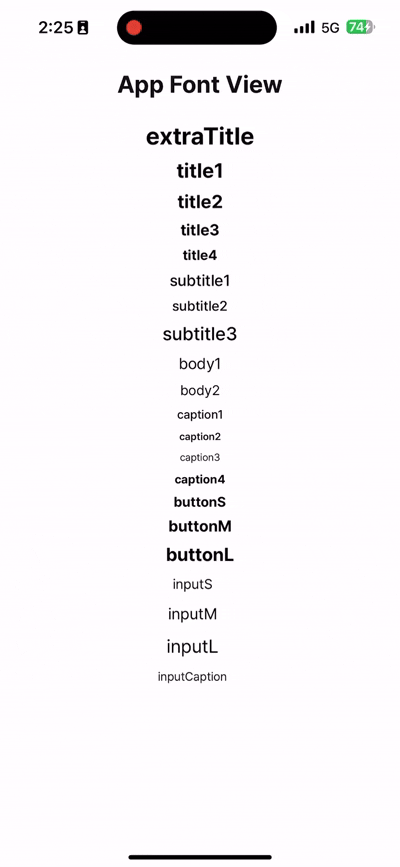 2:25 5G 74
App Font View
extraTitle
title1
title2
title3
title4
subtitle1
subtitle2
subtitle3
body1
body2
caption1
caption2
caption3
caption4
buttonS
buttonM
buttonL
inputS
inputM
inputL
inputCaption